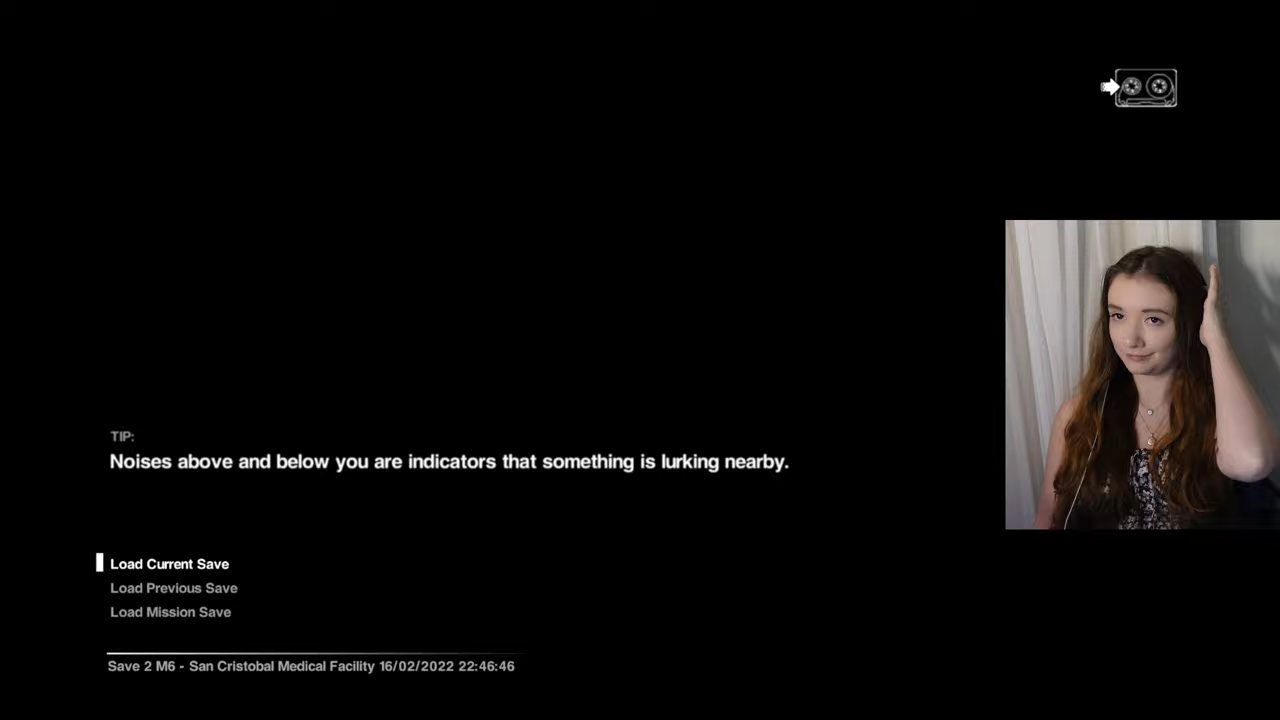 TIP:
Noises above and below you are indicators that something is lurking nearby.
Load Current Save
Load Previous Save
Load Mission Save
Save 2 M6 - San Cristobal Medical Facility 16/02/2022 22:46:46